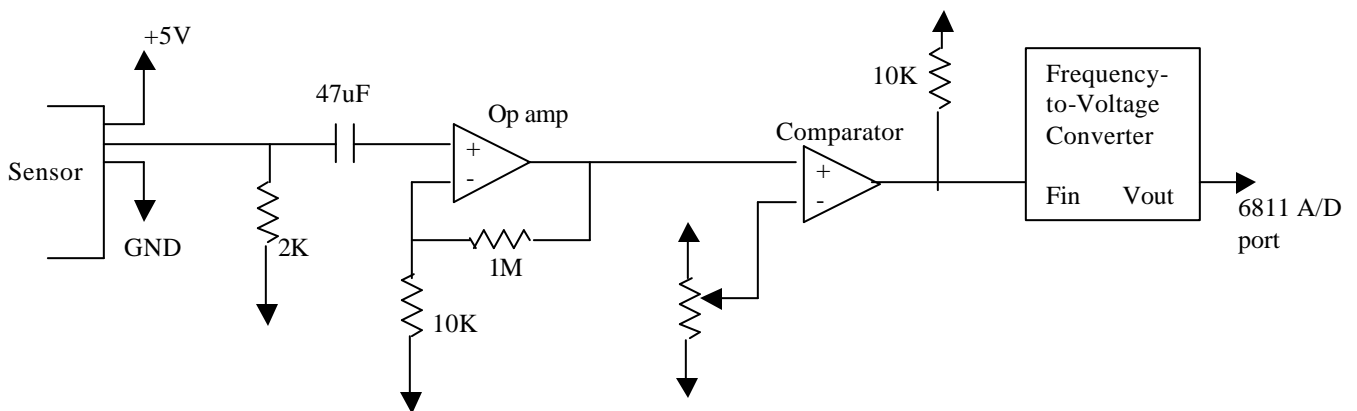 +5V
Sensor
GND
2K
47uF
Op amp
+
-
1M
10K
Comparator
+
-
10K
Frequency-
to-Voltage
Converter
Fin Vout
6811 A/D
port